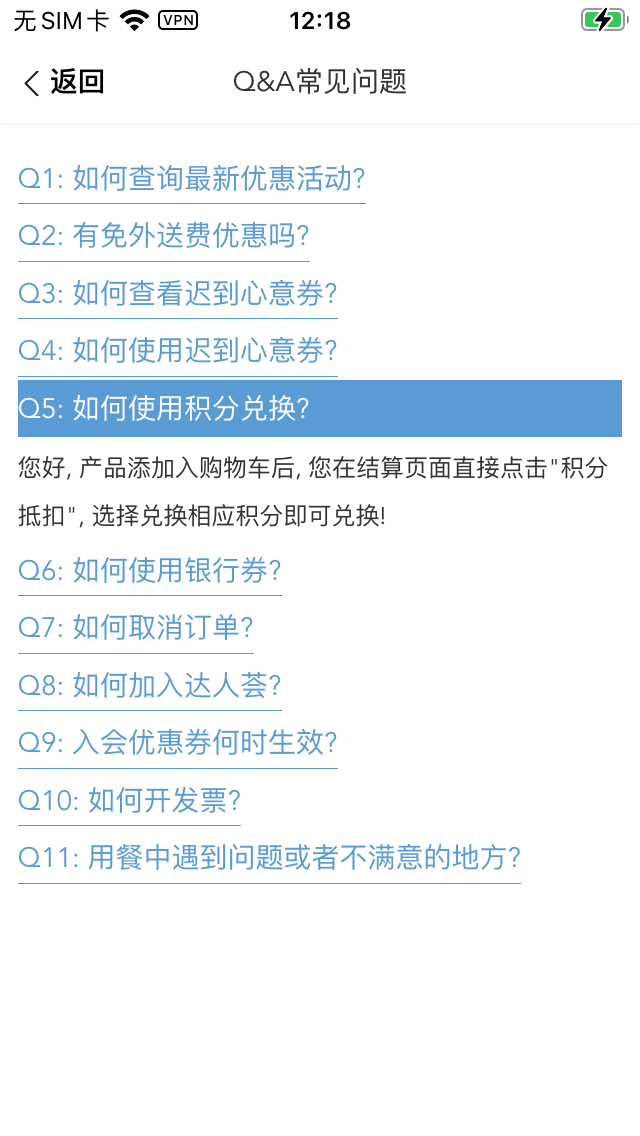 无SIM卡 VPN 12:18
返回 Q&A常见问题
Q1: 如何查询最新优惠活动?
Q2: 有免外送费优惠吗?
Q3: 如何查看迟到心意券?
Q4: 如何使用迟到心意券?
Q5: 如何使用积分兑换?
您好, 产品添加入购物车后, 您在结算页面直接点击"积分
抵扣", 选择兑换相应积分即可兑换!
Q6: 如何使用银行券?
Q7: 如何取消订单?
Q8: 如何加入达人荟?
Q9: 入会优惠券何时生效?
Q10: 如何开发票?
Q11: 用餐中遇到问题或者不满意的地方?